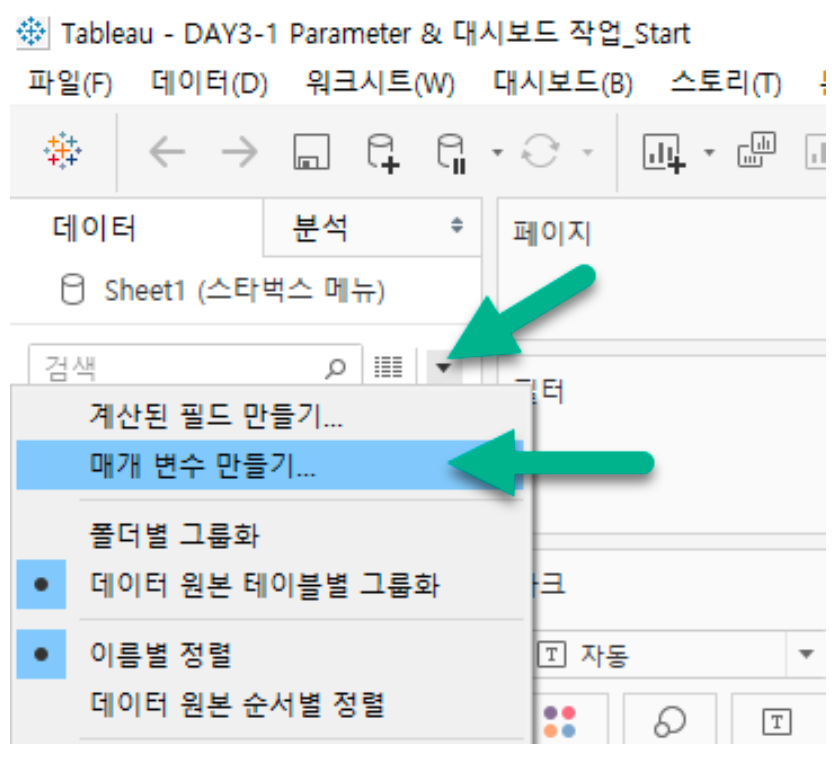 Tableau - DAY3-1 Parameter & 대시보드 작업_Start
파일(F) 데이터(D) 워크시트(W) 대시보드(B) 스토리(T)
데이터 분석 페이지
Sheet1 (스타벅스 메뉴)
검색
계산된 필드 만들기...
매개 변수 만들기...
폴더별 그룹화
데이터 원본 테이블별 그룹화
이름별 정렬
T 자동
데이터 원본 순서별 정렬
T